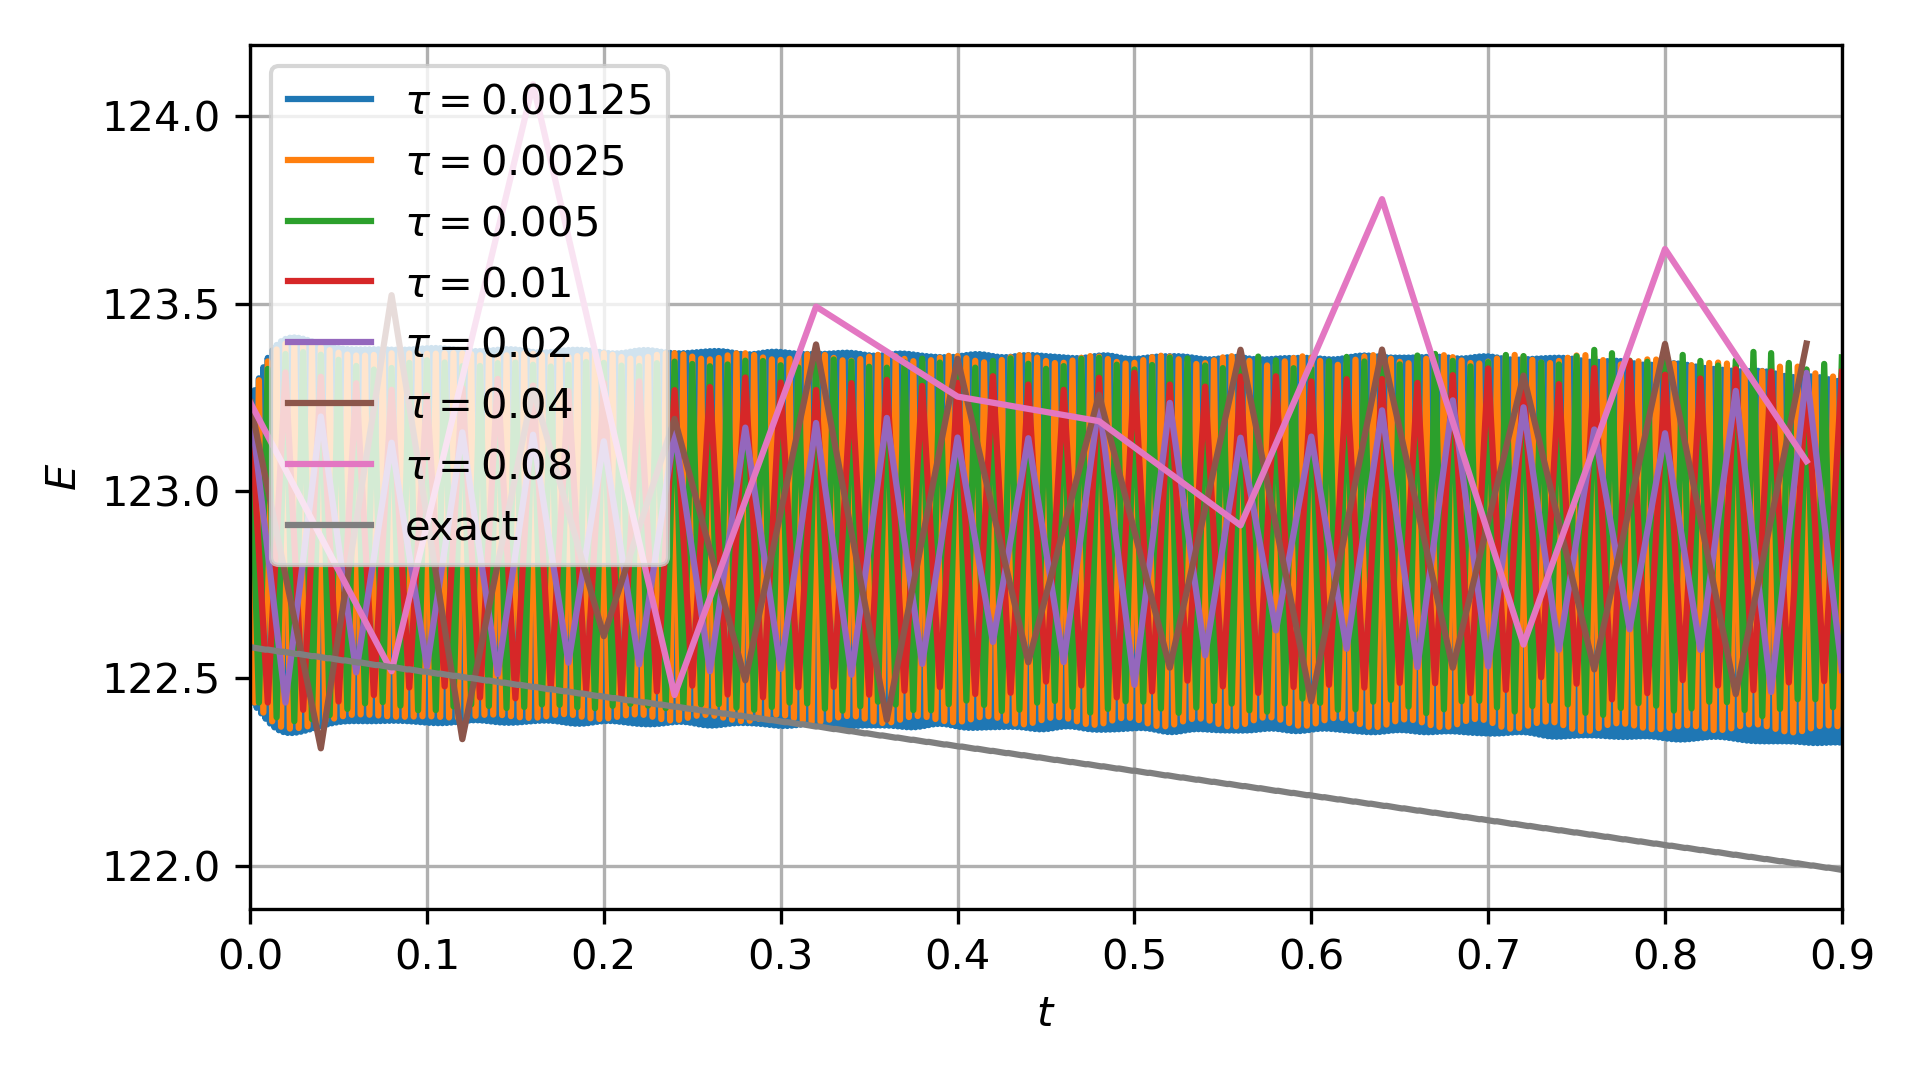 124.0
123.5
123.0
122.5
122.0
E
τ = 0.00125
τ = 0.0025
τ = 0.005
τ = 0.01
τ = 0.02
τ = 0.04
τ = 0.08
exact
0.0 0.1 0.2 0.3 0.4 0.5 0.6 0.7 0.8 0.9
t